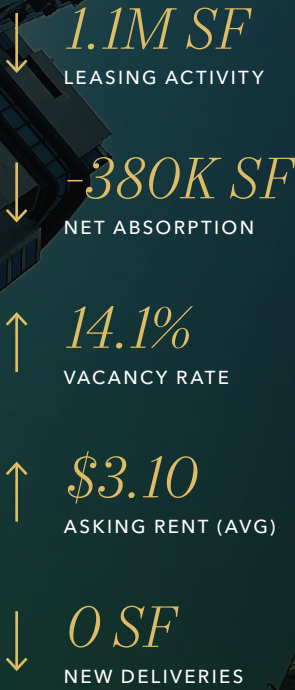 1.1M SF
LEASING ACTIVITY
-380K SF
NET ABSORPTION
14.1%
VACANCY RATE
$3.10
ASKING RENT (AVG)
0 SF
NEW DELIVERIES